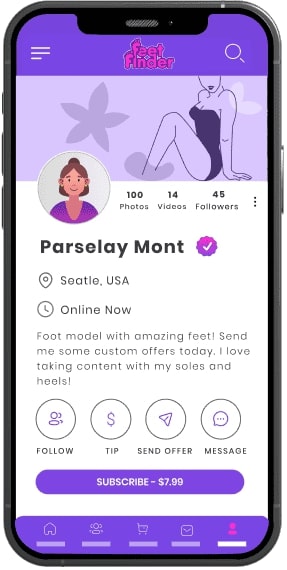 feet
finder
100 14 45
Photos Videos Followers
Parselay Mont
Seatle, USA
Online Now
Foot model with amazing feet! Send
me some custom offers today. I love
taking content with my soles and
heels!
$
FOLLOW TIP SEND OFFER MESSAGE
SUBSCRIBE - $7.99